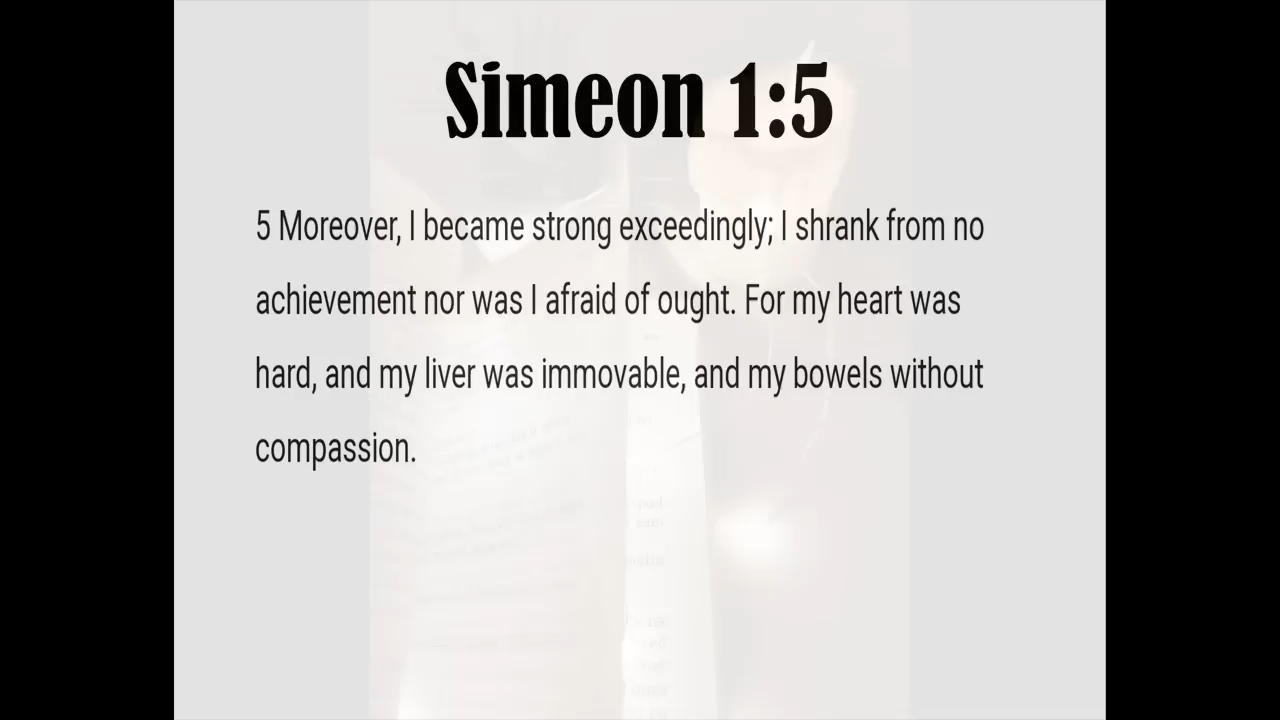 Simeon 1:5
5 Moreover, I became strong exceedingly; I shrank from no
achievement nor was I afraid of ought. For my heart was
hard, and my liver was immovable, and my bowels without
compassion.